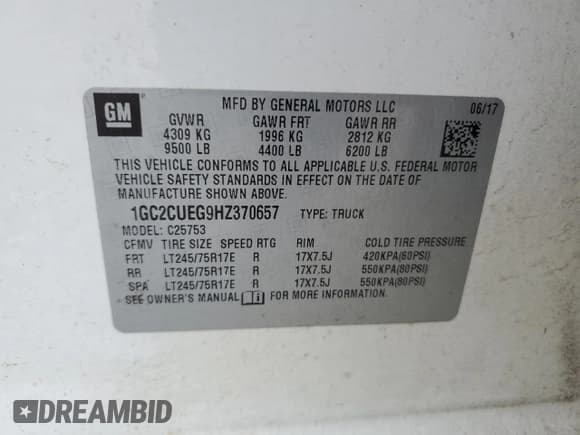 GM
MFD BY GENERAL MOTORS LLC 06/17
GVWR GAWR FRT GAWR RR
4309 KG 1996 KG 2812 KG
9500 LB 4400 LB 6200 LB
THIS VEHICLE CONFORMS TO ALL APPLICABLE U.S. FEDERAL MOTOR
VEHICLE SAFETY STANDARDS IN EFFECT ON THE DATE OF
MANUFACTURE SHOWN ABOVE.
1GC2CUEG9HZ370657 TYPE: TRUCK
MODEL: C25753
CFMV TIRE SIZE SPEED RTG RIM COLD TIRE PRESSURE
FRT LT245/75R17E R 17X7.5J 420KPA(60PSI)
RR LT245/75R17E R 17X7.5J 550KPA(80PSI)
SPA LT245/75R17E R 17X7.5J 550KPA(80PSI)
SEE OWNER'S MANUAL FOR MORE INFORMATION.
DREAMBID